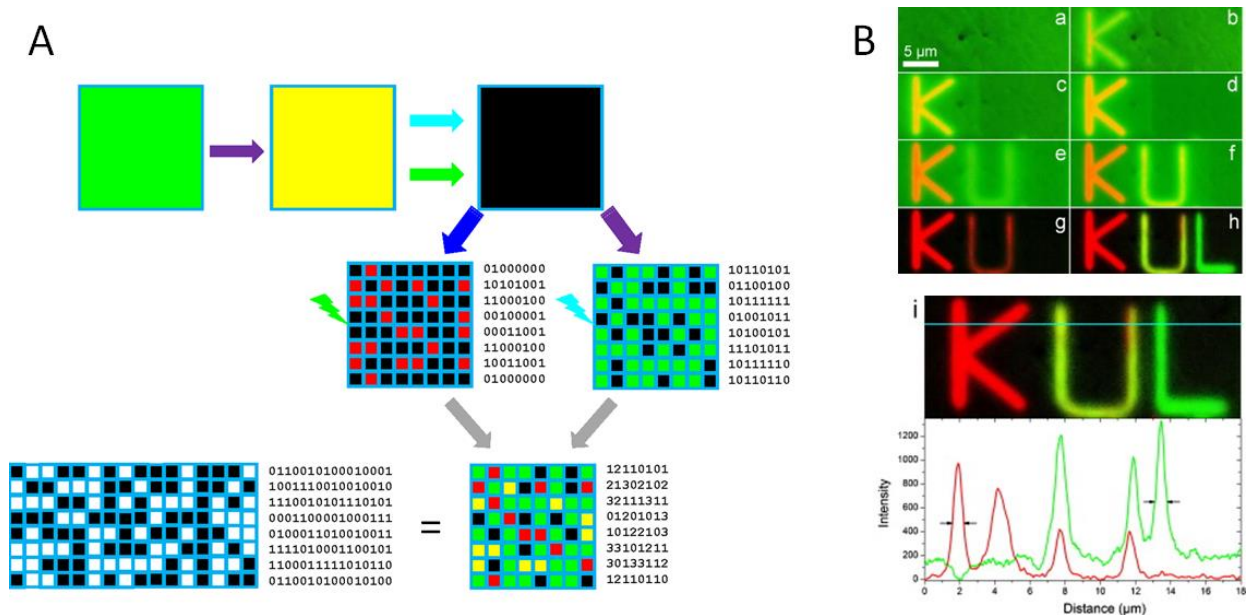 A
B
a
b
5 µm
c
d
e
f
g
h
01000000
10101001
11000100
00100001
00011001
11000100
10011001
01000000
10110101
01100100
10111111
01001011
10100101
11101011
10111110
10110110
0110010100010001
1001110010010010
1110010101110101
0001100001000111
0100011010010011
1111010001100101
1100011111010110
0110010100010100
=
12110101
21302102
32111311
01201013
10122103
33101211
30133112
12110110
K
K
K
K U
K U
K U
K U L
i
K U L
Intensity
1200
1000
800
600
400
200
0
0 2 4 6 8 10 12 14 16 18
Distance (µm)